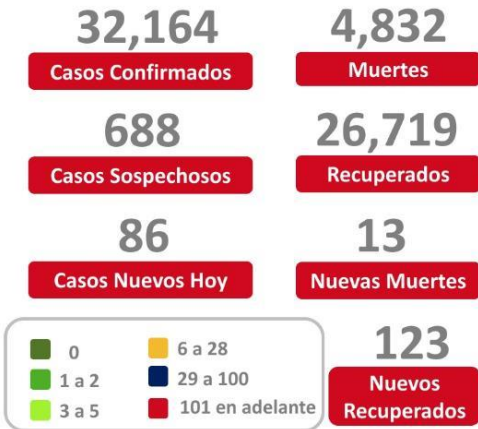 32,164
Casos Confirmados
4,832
Muertes
688
Casos Sospechosos
26,719
Recuperados
86
Casos Nuevos Hoy
13
Nuevas Muertes
0
1 a 2
3 a 5
6 a 28
29 a 100
101 en adelante
123
Nuevos
Recuperados